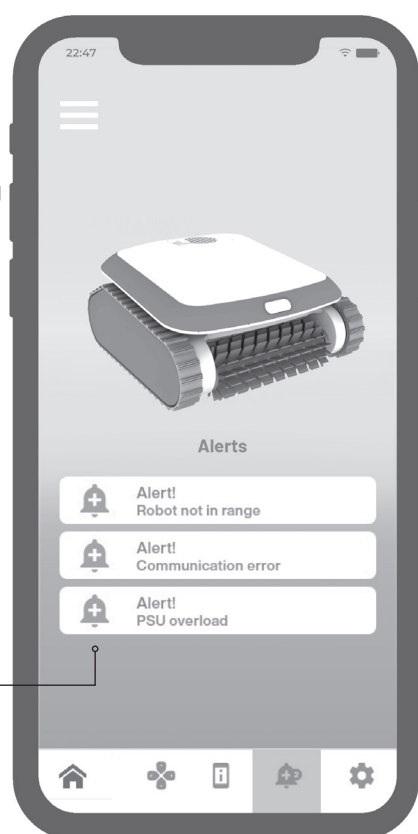 22:47
Alerts
Alert!
Robot not in range
Alert!
Communication error
Alert!
PSU overload